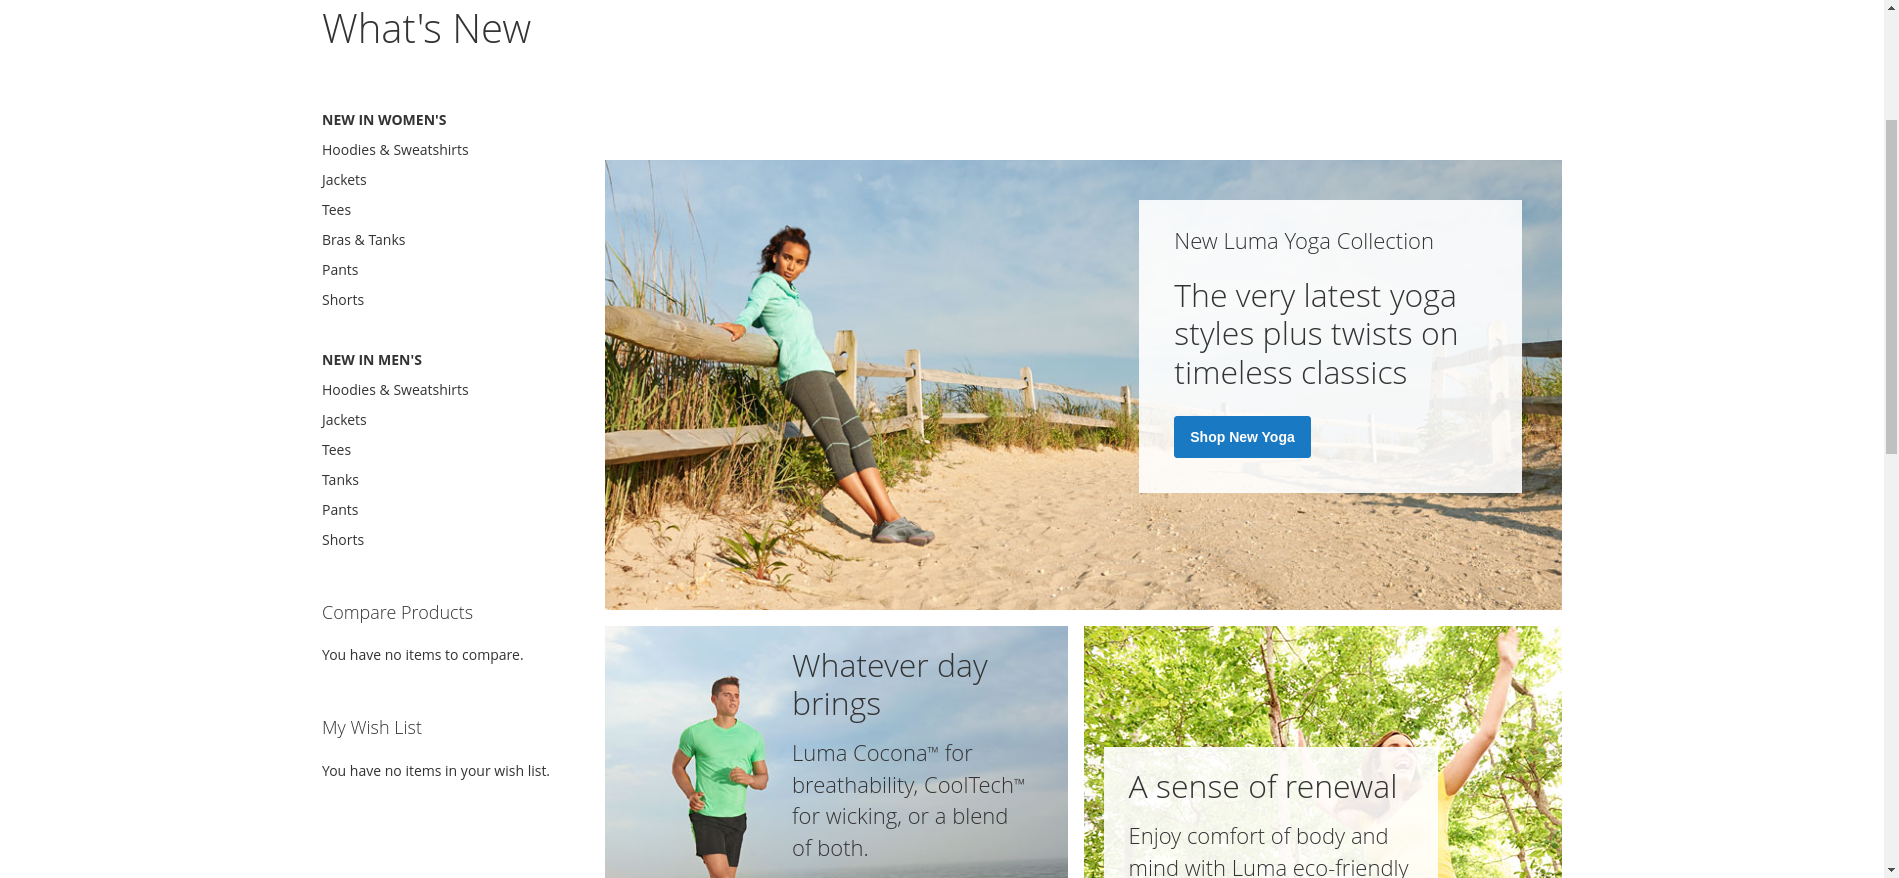 What's New
NEW IN WOMEN'S
Hoodies & Sweatshirts
Jackets
Tees
Bras & Tanks
Pants
Shorts
NEW IN MEN'S
Hoodies & Sweatshirts
Jackets
Tees
Tanks
Pants
Shorts
Compare Products
You have no items to compare.
My Wish List
You have no items in your wish list.
New Luma Yoga Collection
The very latest yoga
styles plus twists on
timeless classics
Shop New Yoga
Whatever day
brings
Luma Cocona™ for
breathability, CoolTech™
for wicking, or a blend
of both.
A sense of renewal
Enjoy comfort of body and
mind with Luma eco-friendly